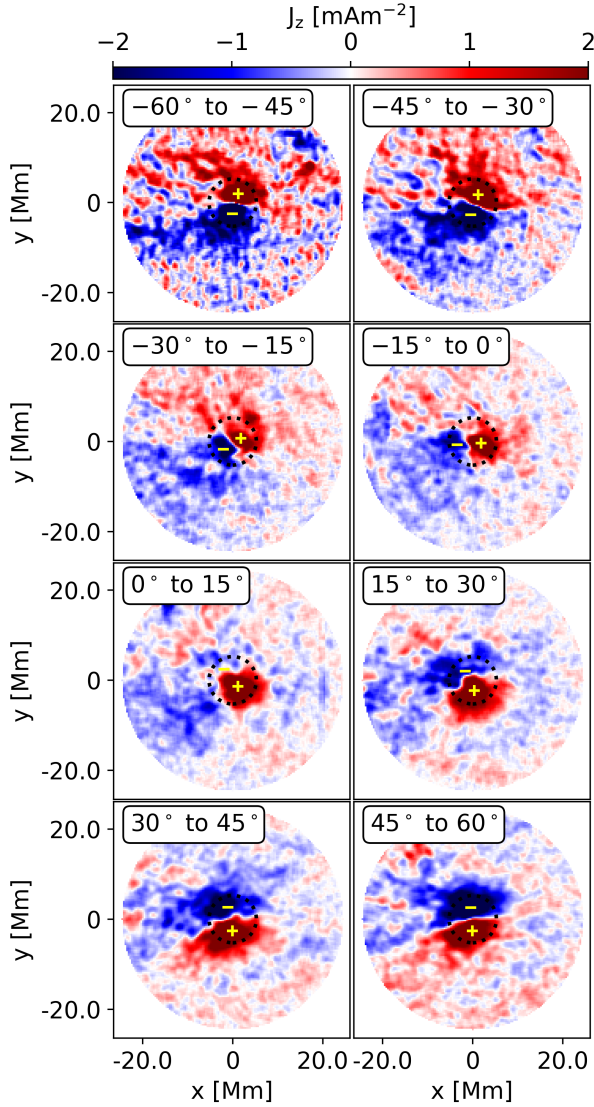 J_z [mAm⁻²]
−2 −1 0 1 2
−60° to −45° −45° to −30°
20.0
0
-20.0
y [Mm]
+ +
− −
−30° to −15° −15° to 0°
20.0
0
-20.0
y [Mm]
+ +
− −
0° to 15° 15° to 30°
20.0
0
-20.0
y [Mm]
− −
+ +
30° to 45° 45° to 60°
20.0
0
-20.0
y [Mm]
− −
+ +
-20.0 0 20.0 -20.0 0 20.0
x [Mm] x [Mm]